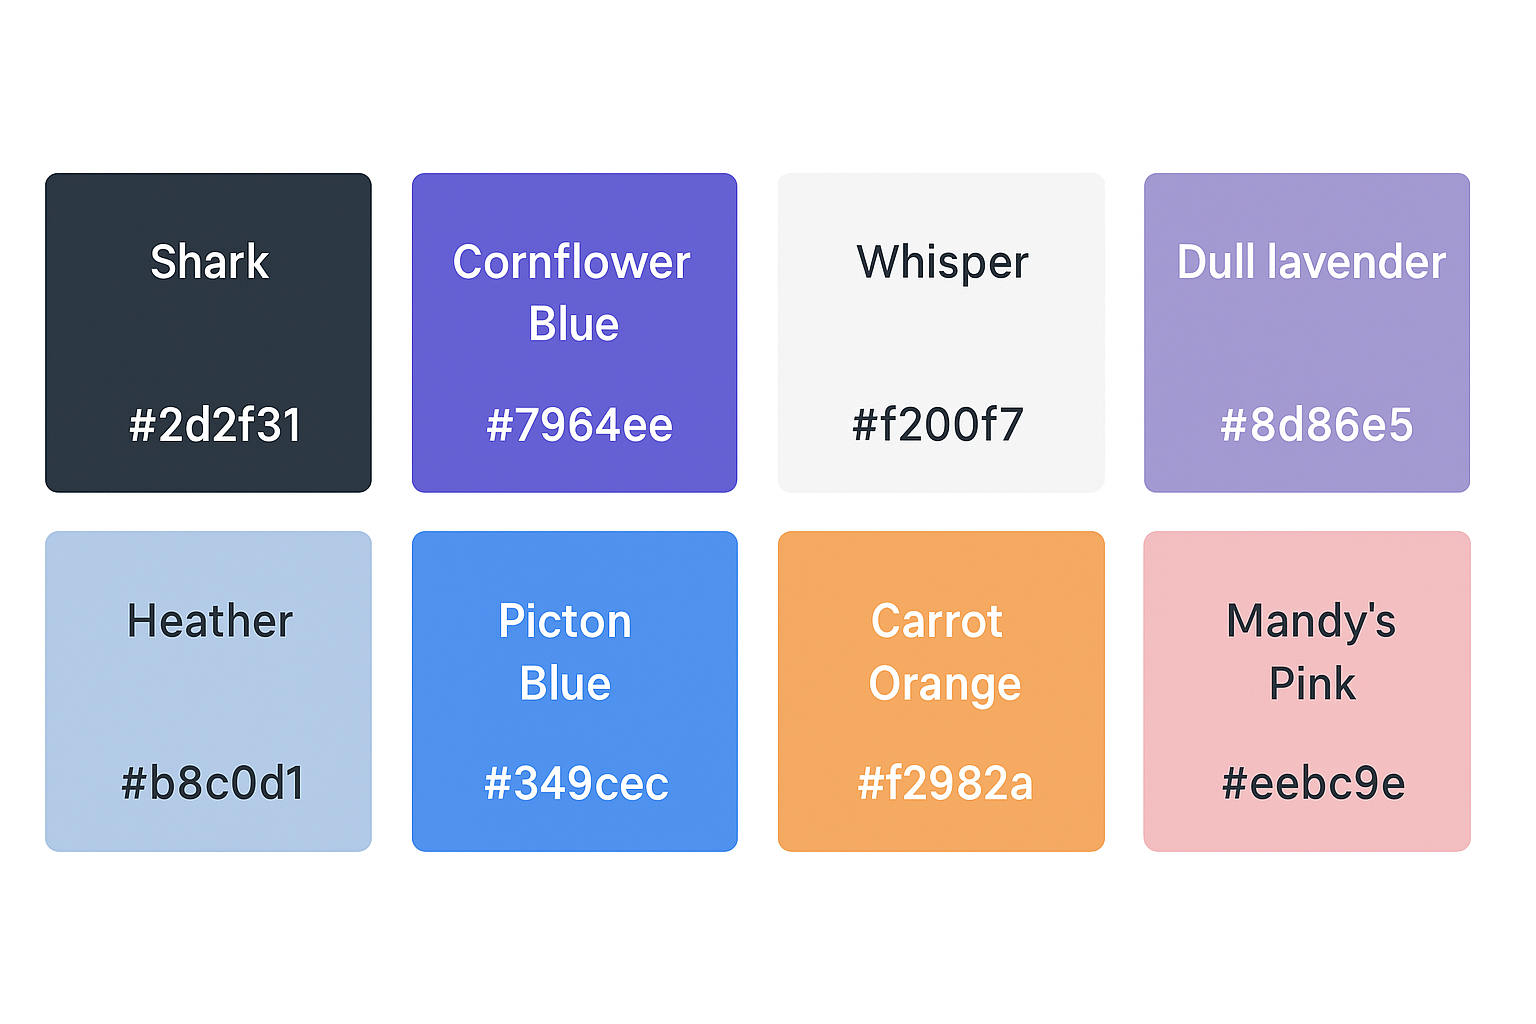 Shark
#2d2f31
Cornflower
Blue
#7964ee
Whisper
#f200f7
Dull lavender
#8d86e5
Heather
#b8c0d1
Picton
Blue
#349cec
Carrot
Orange
#f2982a
Mandy's
Pink
#eebc9e